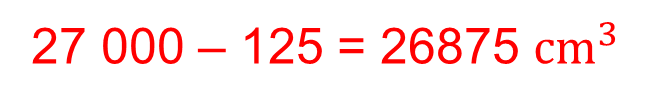 27 000 – 125 = 26875 cm³